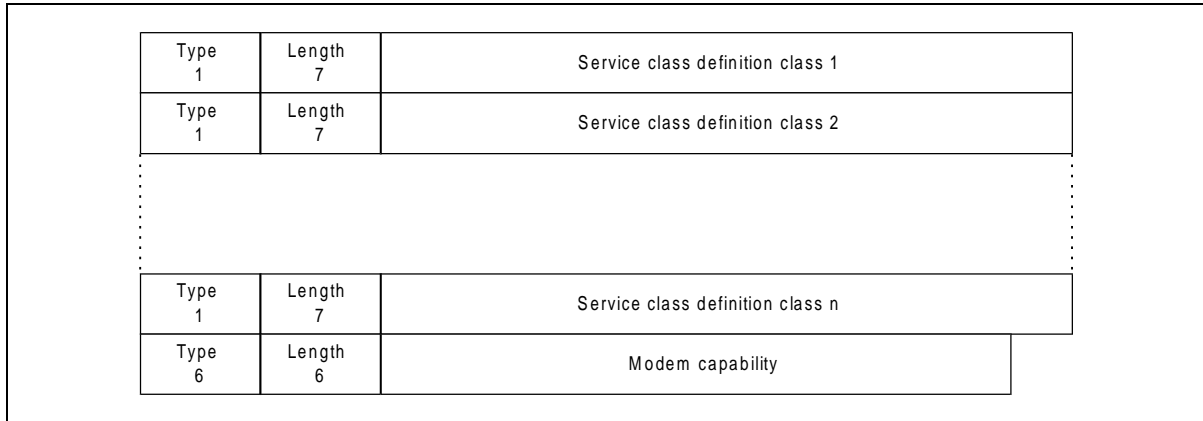 Type Length Service class definition class 1
1 7
Type Length Service class definition class 2
1 7
Type Length Service class definition class n
1 7
Type Length Modem capability
6 6